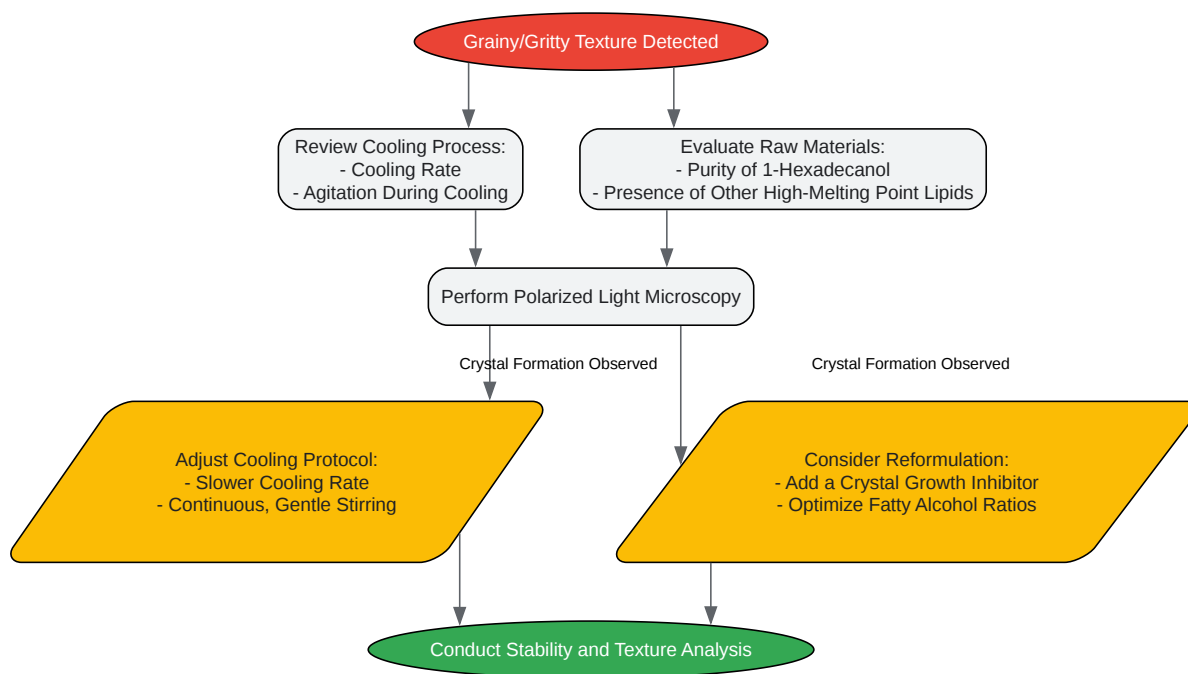 Grainy/Gritty Texture Detected
Review Cooling Process:
- Cooling Rate
- Agitation During Cooling
Evaluate Raw Materials:
- Purity of 1-Hexadecanol
- Presence of Other High-Melting Point Lipids
Perform Polarized Light Microscopy
Crystal Formation Observed
Crystal Formation Observed
Adjust Cooling Protocol:
- Slower Cooling Rate
- Continuous, Gentle Stirring
Consider Reformulation:
- Add a Crystal Growth Inhibitor
- Optimize Fatty Alcohol Ratios
Conduct Stability and Texture Analysis